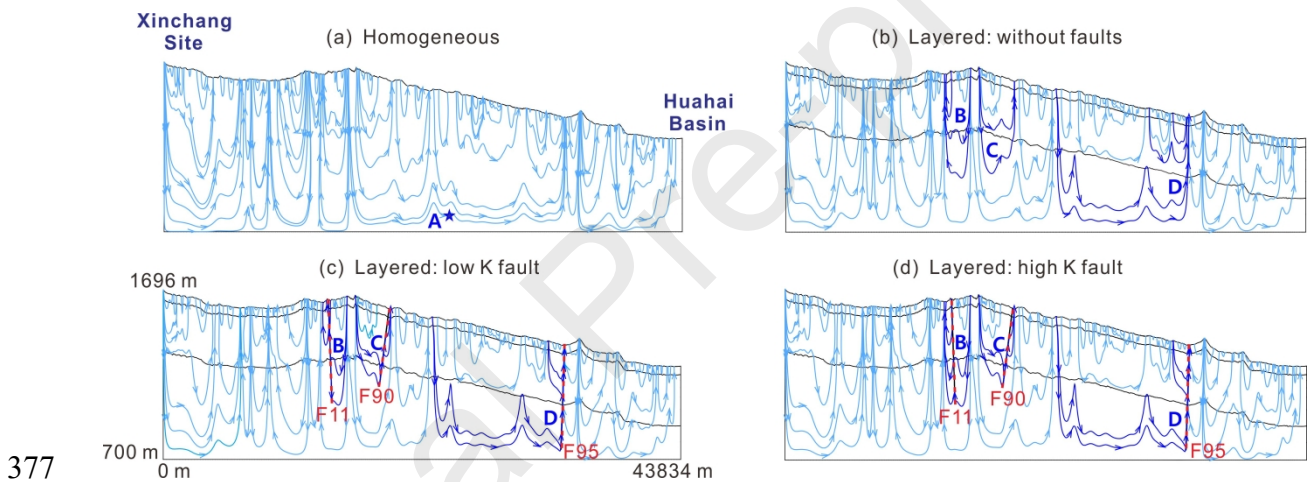 Xinchang
Site
(a) Homogeneous
(b) Layered: without faults
Huahai
Basin
A
B
C
D
(c) Layered: low K fault
(d) Layered: high K fault
1696 m
B
C
F11
F90
D
F95
B
C
F11
F90
D
F95
700 m
0 m
43834 m
377